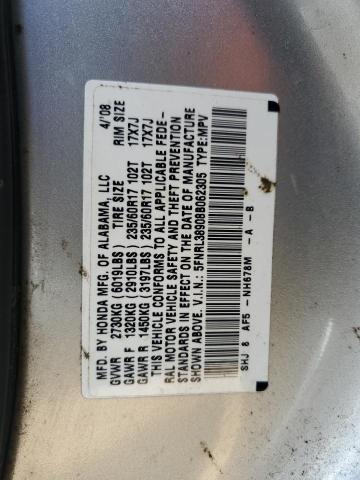 MFD. BY HONDA MFG. OF ALABAMA, LLC 4/'08
GVWR 2730KG (6019LBS) TIRE SIZE RIM SIZE
GAWR F 1320KG (2910LBS) 235/60R17 102T 17X7J
GAWR R 1450KG (3197LBS) 235/60R17 102T 17X7J
THIS VEHICLE CONFORMS TO ALL APPLICABLE FEDE-
RAL MOTOR VEHICLE SAFETY AND THEFT PREVENTION
STANDARDS IN EFFECT ON THE DATE OF MANUFACTURE
SHOWN ABOVE. V.I.N.: 5FNRL38908B062305 TYPE:MPV
SHJ 8 AF5 -NH678M -A -B